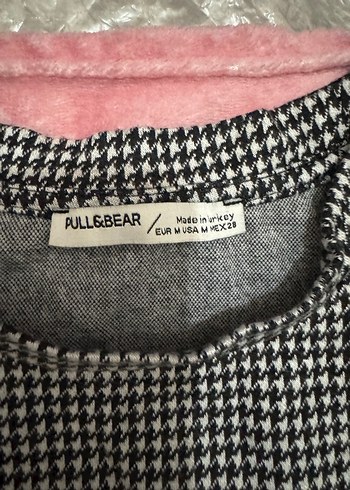 PULL&BEAR /
Made in Turkey
EUR M USA M MEX 28